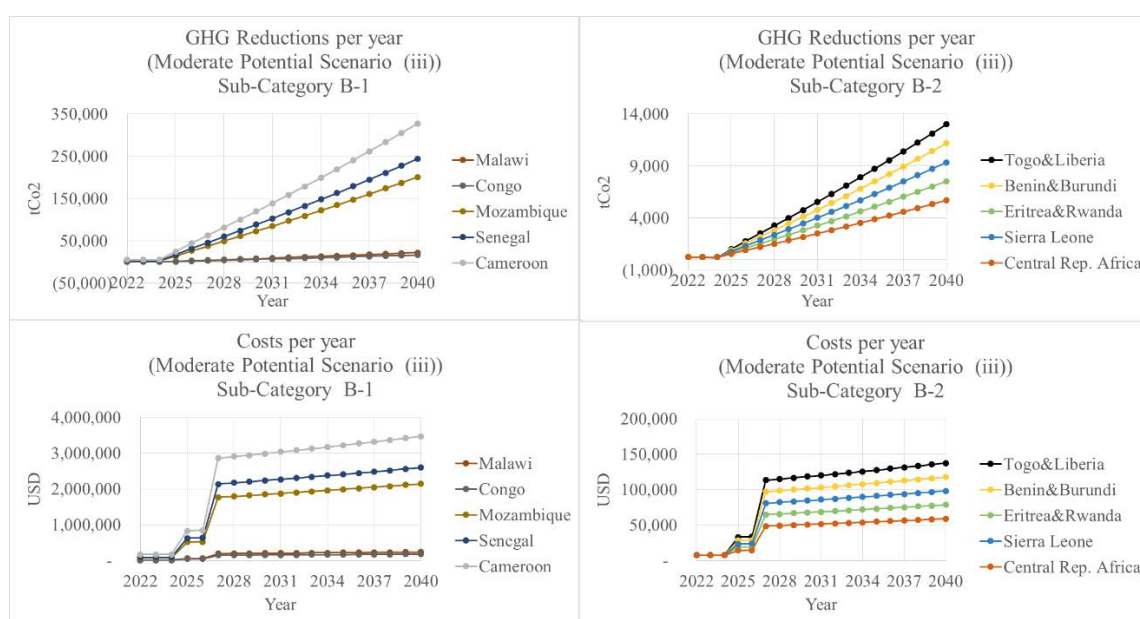 GHG Reductions per year
(Moderate Potential Scenario (iii))
Sub-Category B-1
350,000
250,000
150,000
50,000
(50,000)
tCo2
2022 2025 2028 2031 2034 2037 2040
Year
Malawi
Congo
Mozambique
Senegal
Cameroon
GHG Reductions per year
(Moderate Potential Scenario (iii))
Sub-Category B-2
14,000
9,000
4,000
(1,000)
tCo2
2022 2025 2028 2031 2034 2037 2040
Year
Togo&Liberia
Benin&Burundi
Eritrea&Rwanda
Sierra Leone
Central Rep. Africa
Costs per year
(Moderate Potential Scenario (iii))
Sub-Category B-1
4,000,000
3,000,000
2,000,000
1,000,000
-
USD
2022 2025 2028 2031 2034 2037 2040
Year
Malawi
Congo
Mozambique
Senegal
Cameroon
Costs per year
(Moderate Potential Scenario (iii))
Sub-Category B-2
200,000
150,000
100,000
50,000
-
USD
2022 2025 2028 2031 2034 2037 2040
Year
Togo&Liberia
Benin&Burundi
Eritrea&Rwanda
Sierra Leone
Central Rep. Africa